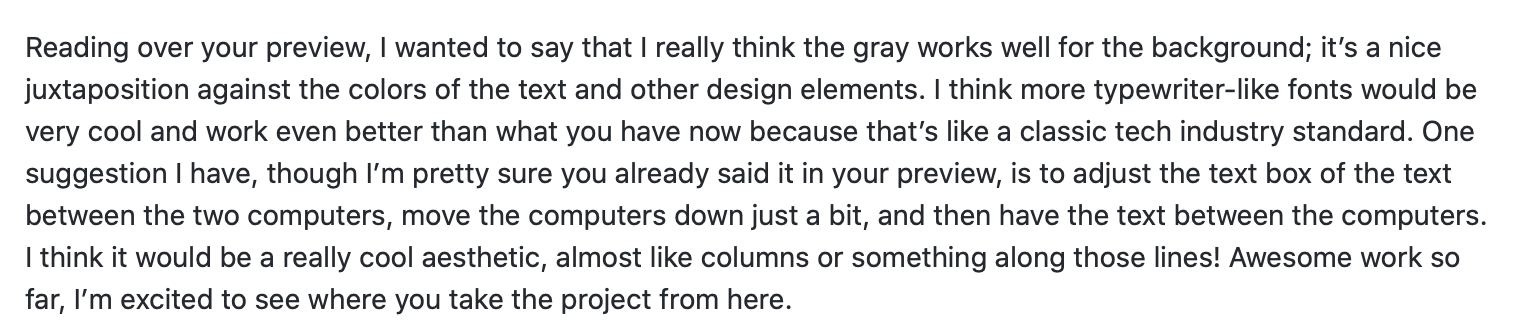 Reading over your preview, I wanted to say that I really think the gray works well for the background; it’s a nice
juxtaposition against the colors of the text and other design elements. I think more typewriter-like fonts would be
very cool and work even better than what you have now because that’s like a classic tech industry standard. One
suggestion I have, though I’m pretty sure you already said it in your preview, is to adjust the text box of the text
between the two computers, move the computers down just a bit, and then have the text between the computers.
I think it would be a really cool aesthetic, almost like columns or something along those lines! Awesome work so
far, I’m excited to see where you take the project from here.